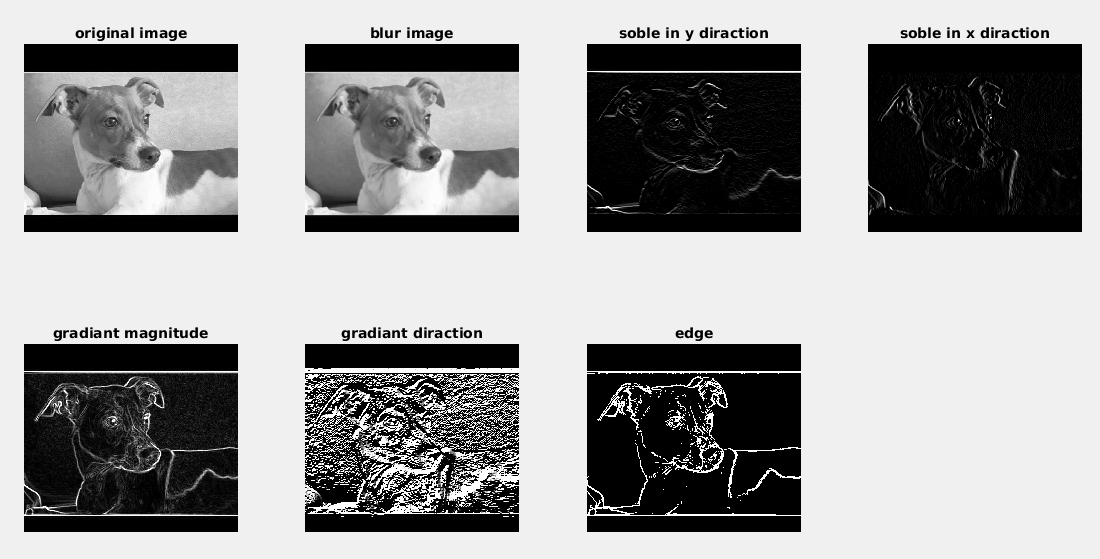 original image
blur image
soble in y diraction
soble in x diraction
gradiant magnitude
gradiant diraction
edge